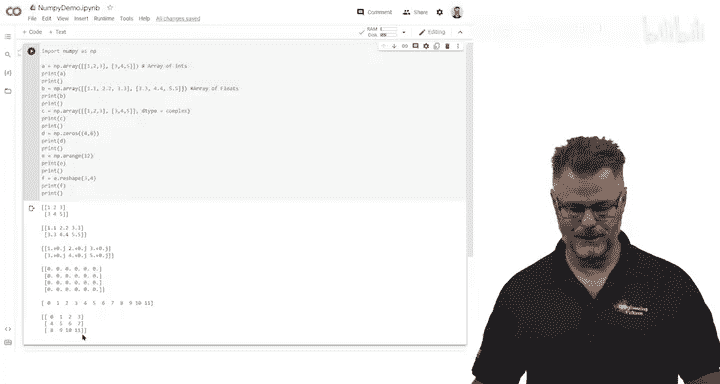 NumpyDemo.ipynb
File Edit View Insert Runtime Tools Help All changes saved
Comment Share
+ Code + Text
RAM
Disk
Editing
import numpy as np
a = np.array([[1,2,3], [3,4,5]]) # Array of ints
print(a)
print()
b = np.array([[1.1, 2.2, 3.3], [3.3, 4.4, 5.5]]) #Array of floats
print(b)
print()
c = np.array([[1,2,3], [3,4,5]], dtype = complex)
print(c)
print()
d = np.zeros((4,6))
print(d)
print()
e = np.arange(12)
print(e)
print()
f = e.reshape(3,4)
print(f)
print()
[[1 2 3]
[3 4 5]]
[[1.1 2.2 3.3]
[3.3 4.4 5.5]]
[[1.+0.j 2.+0.j 3.+0.j]
[3.+0.j 4.+0.j 5.+0.j]]
[[0. 0. 0. 0. 0. 0.]
[0. 0. 0. 0. 0. 0.]
[0. 0. 0. 0. 0. 0.]
[0. 0. 0. 0. 0. 0.]]
[ 0 1 2 3 4 5 6 7 8 9 10 11]
[[ 0 1 2 3]
[ 4 5 6 7]
[ 8 9 10 11]]